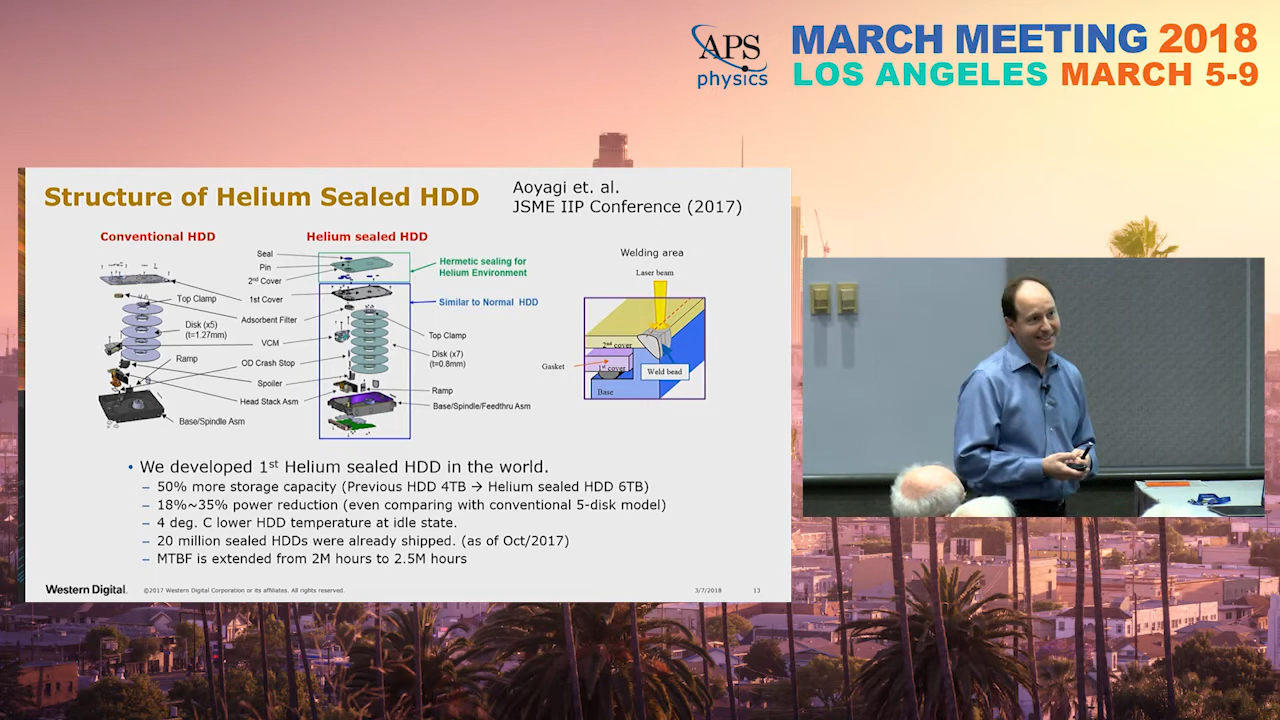 APS
physics
MARCH MEETING 2018
LOS ANGELES MARCH 5-9
Structure of Helium Sealed HDD
Aoyagi et. al.
JSME IIP Conference (2017)
Conventional HDD
Helium sealed HDD
Seal
Pin
2nd Cover
1st Cover
Adsorbent Filter
Top Clamp
Disk (x5)
(t=1.27mm)
VCM
Ramp
OD Crash Stop
Spoiler
Head Stack Asm
Base/Spindle Asm
Hermetic sealing for
Helium Environment
Similar to Normal HDD
Top Clamp
Disk (x7)
(t=0.8mm)
Ramp
Base/Spindle/Feedthru Asm
Welding area
Laser beam
2nd cover
Gasket
1st cover
Weld bead
Base
• We developed 1st Helium sealed HDD in the world.
– 50% more storage capacity (Previous HDD 4TB → Helium sealed HDD 6TB)
– 18%~35% power reduction (even comparing with conventional 5-disk model)
– 4 deg. C lower HDD temperature at idle state.
– 20 million sealed HDDs were already shipped. (as of Oct/2017)
– MTBF is extended from 2M hours to 2.5M hours
Western Digital.
©2017 Western Digital Corporation or its affiliates. All rights reserved.
3/7/2018
13